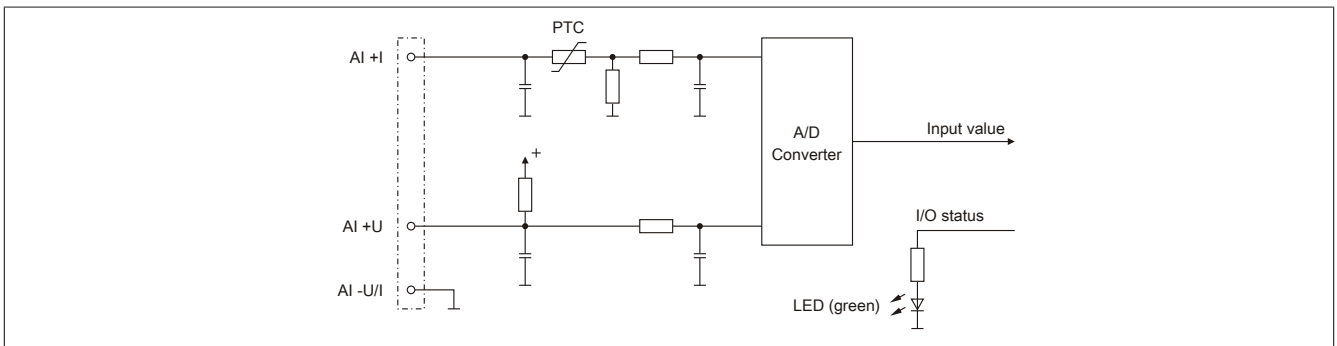 PTC
AI +I
A/D
Converter
Input value
+
AI +U
I/O status
AI -U/I
LED (green)